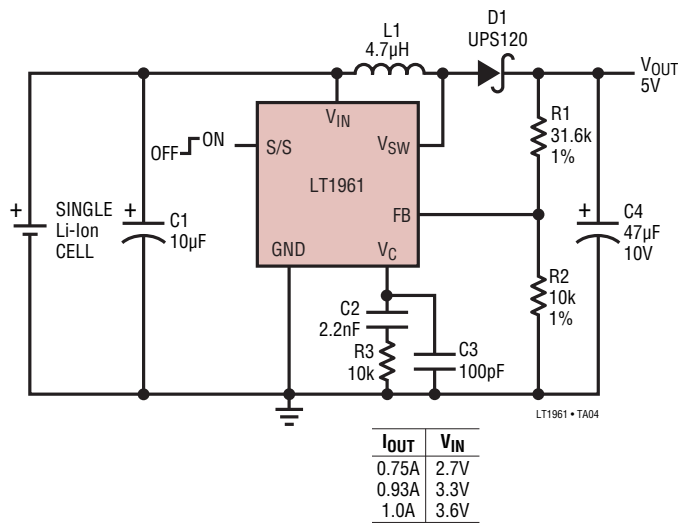 L1
4.7µH
D1
UPS120
VOUT
5V
R1
31.6k
1%
VIN
OFF
ON
S/S
VSW
LT1961
FB
GND
VC
+
SINGLE
Li-Ion
CELL
+
C1
10µF
+
C4
47µF
10V
R2
10k
1%
C2
2.2nF
R3
10k
C3
100pF
LT1961 • TA04
IOUT VIN
0.75A 2.7V
0.93A 3.3V
1.0A 3.6V